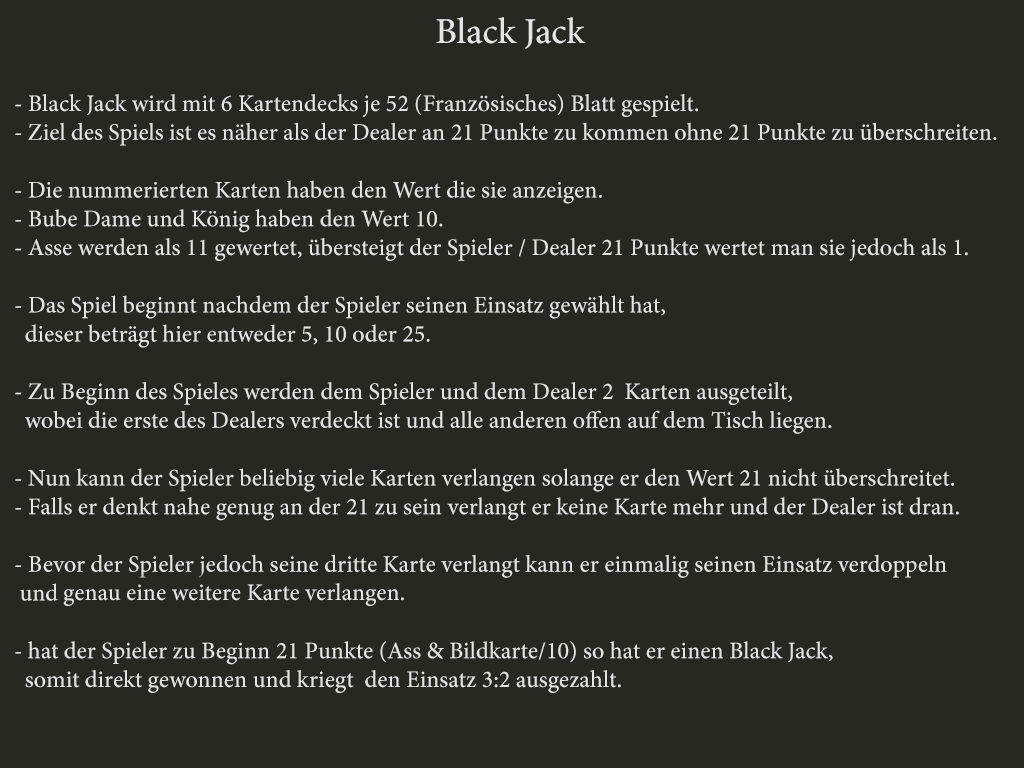 Black Jack
- Black Jack wird mit 6 Kartendecks je 52 (Französisches) Blatt gespielt.
- Ziel des Spiels ist es näher als der Dealer an 21 Punkte zu kommen ohne 21 Punkte zu überschreiten.
- Die nummerierten Karten haben den Wert die sie anzeigen.
- Bube Dame und König haben den Wert 10.
- Asse werden als 11 gewertet, übersteigt der Spieler / Dealer 21 Punkte wertet man sie jedoch als 1.
- Das Spiel beginnt nachdem der Spieler seinen Einsatz gewählt hat,
dieser beträgt hier entweder 5, 10 oder 25.
- Zu Beginn des Spieles werden dem Spieler und dem Dealer 2  Karten ausgeteilt,
wobei die erste des Dealers verdeckt ist und alle anderen offen auf dem Tisch liegen.
- Nun kann der Spieler beliebig viele Karten verlangen solange er den Wert 21 nicht überschreitet.
- Falls er denkt nahe genug an der 21 zu sein verlangt er keine Karte mehr und der Dealer ist dran.
- Bevor der Spieler jedoch seine dritte Karte verlangt kann er einmalig seinen Einsatz verdoppeln
und genau eine weitere Karte verlangen.
- hat der Spieler zu Beginn 21 Punkte (Ass & Bildkarte/10) so hat er einen Black Jack,
somit direkt gewonnen und kriegt  den Einsatz 3:2 ausgezahlt.